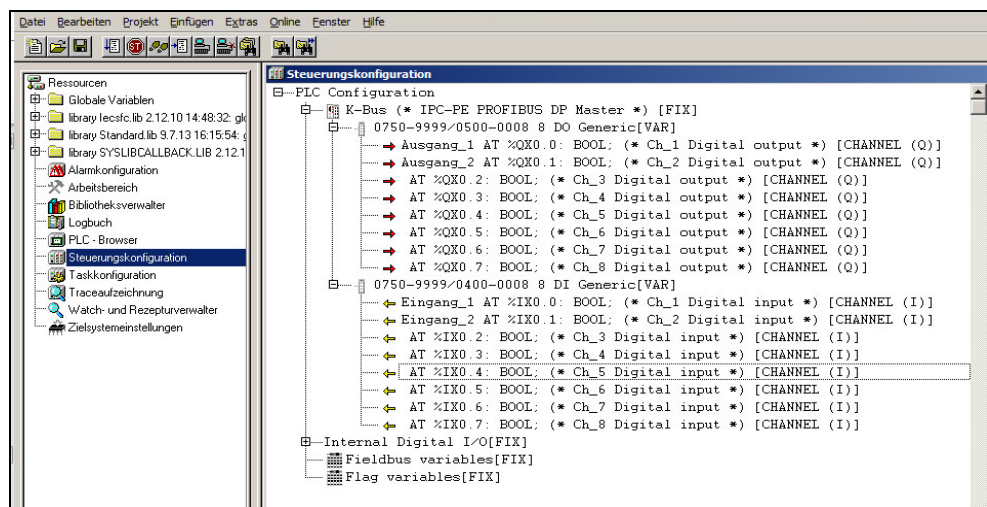 Datei Bearbeiten Projekt Einfügen Extras Online Fenster Hilfe
Ressourcen
Globale Variablen
library Iecsfc.lib 2.12.10 14:48:32: glo
library Standard.lib 9.7.13 16:15:54: g
library SYSLIBCALLBACK.LIB 2.12.1
Alarmkonfiguration
Arbeitsbereich
Bibliotheksverwalter
Logbuch
PLC - Browser
Steuerungskonfiguration
Taskkonfiguration
Traceaufzeichnung
Watch- und Rezepturverwalter
Zielsystemeinstellungen
Steuerungskonfiguration
PLC Configuration
K-Bus (* IPC-PE PROFIBUS DP Master *) [FIX]
0750-9999/0500-0008 8 DO Generic[VAR]
Ausgang_1 AT %QX0.0: BOOL; (* Ch_1 Digital output *) [CHANNEL (Q)]
Ausgang_2 AT %QX0.1: BOOL; (* Ch_2 Digital output *) [CHANNEL (Q)]
AT %QX0.2: BOOL; (* Ch_3 Digital output *) [CHANNEL (Q)]
AT %QX0.3: BOOL; (* Ch_4 Digital output *) [CHANNEL (Q)]
AT %QX0.4: BOOL; (* Ch_5 Digital output *) [CHANNEL (Q)]
AT %QX0.5: BOOL; (* Ch_6 Digital output *) [CHANNEL (Q)]
AT %QX0.6: BOOL; (* Ch_7 Digital output *) [CHANNEL (Q)]
AT %QX0.7: BOOL; (* Ch_8 Digital output *) [CHANNEL (Q)]
0750-9999/0400-0008 8 DI Generic[VAR]
Eingang_1 AT %IX0.0: BOOL; (* Ch_1 Digital input *) [CHANNEL (I)]
Eingang_2 AT %IX0.1: BOOL; (* Ch_2 Digital input *) [CHANNEL (I)]
AT %IX0.2: BOOL; (* Ch_3 Digital input *) [CHANNEL (I)]
AT %IX0.3: BOOL; (* Ch_4 Digital input *) [CHANNEL (I)]
AT %IX0.4: BOOL; (* Ch_5 Digital input *) [CHANNEL (I)]
AT %IX0.5: BOOL; (* Ch_6 Digital input *) [CHANNEL (I)]
AT %IX0.6: BOOL; (* Ch_7 Digital input *) [CHANNEL (I)]
AT %IX0.7: BOOL; (* Ch_8 Digital input *) [CHANNEL (I)]
Internal Digital I/O[FIX]
Fieldbus variables[FIX]
Flag variables[FIX]